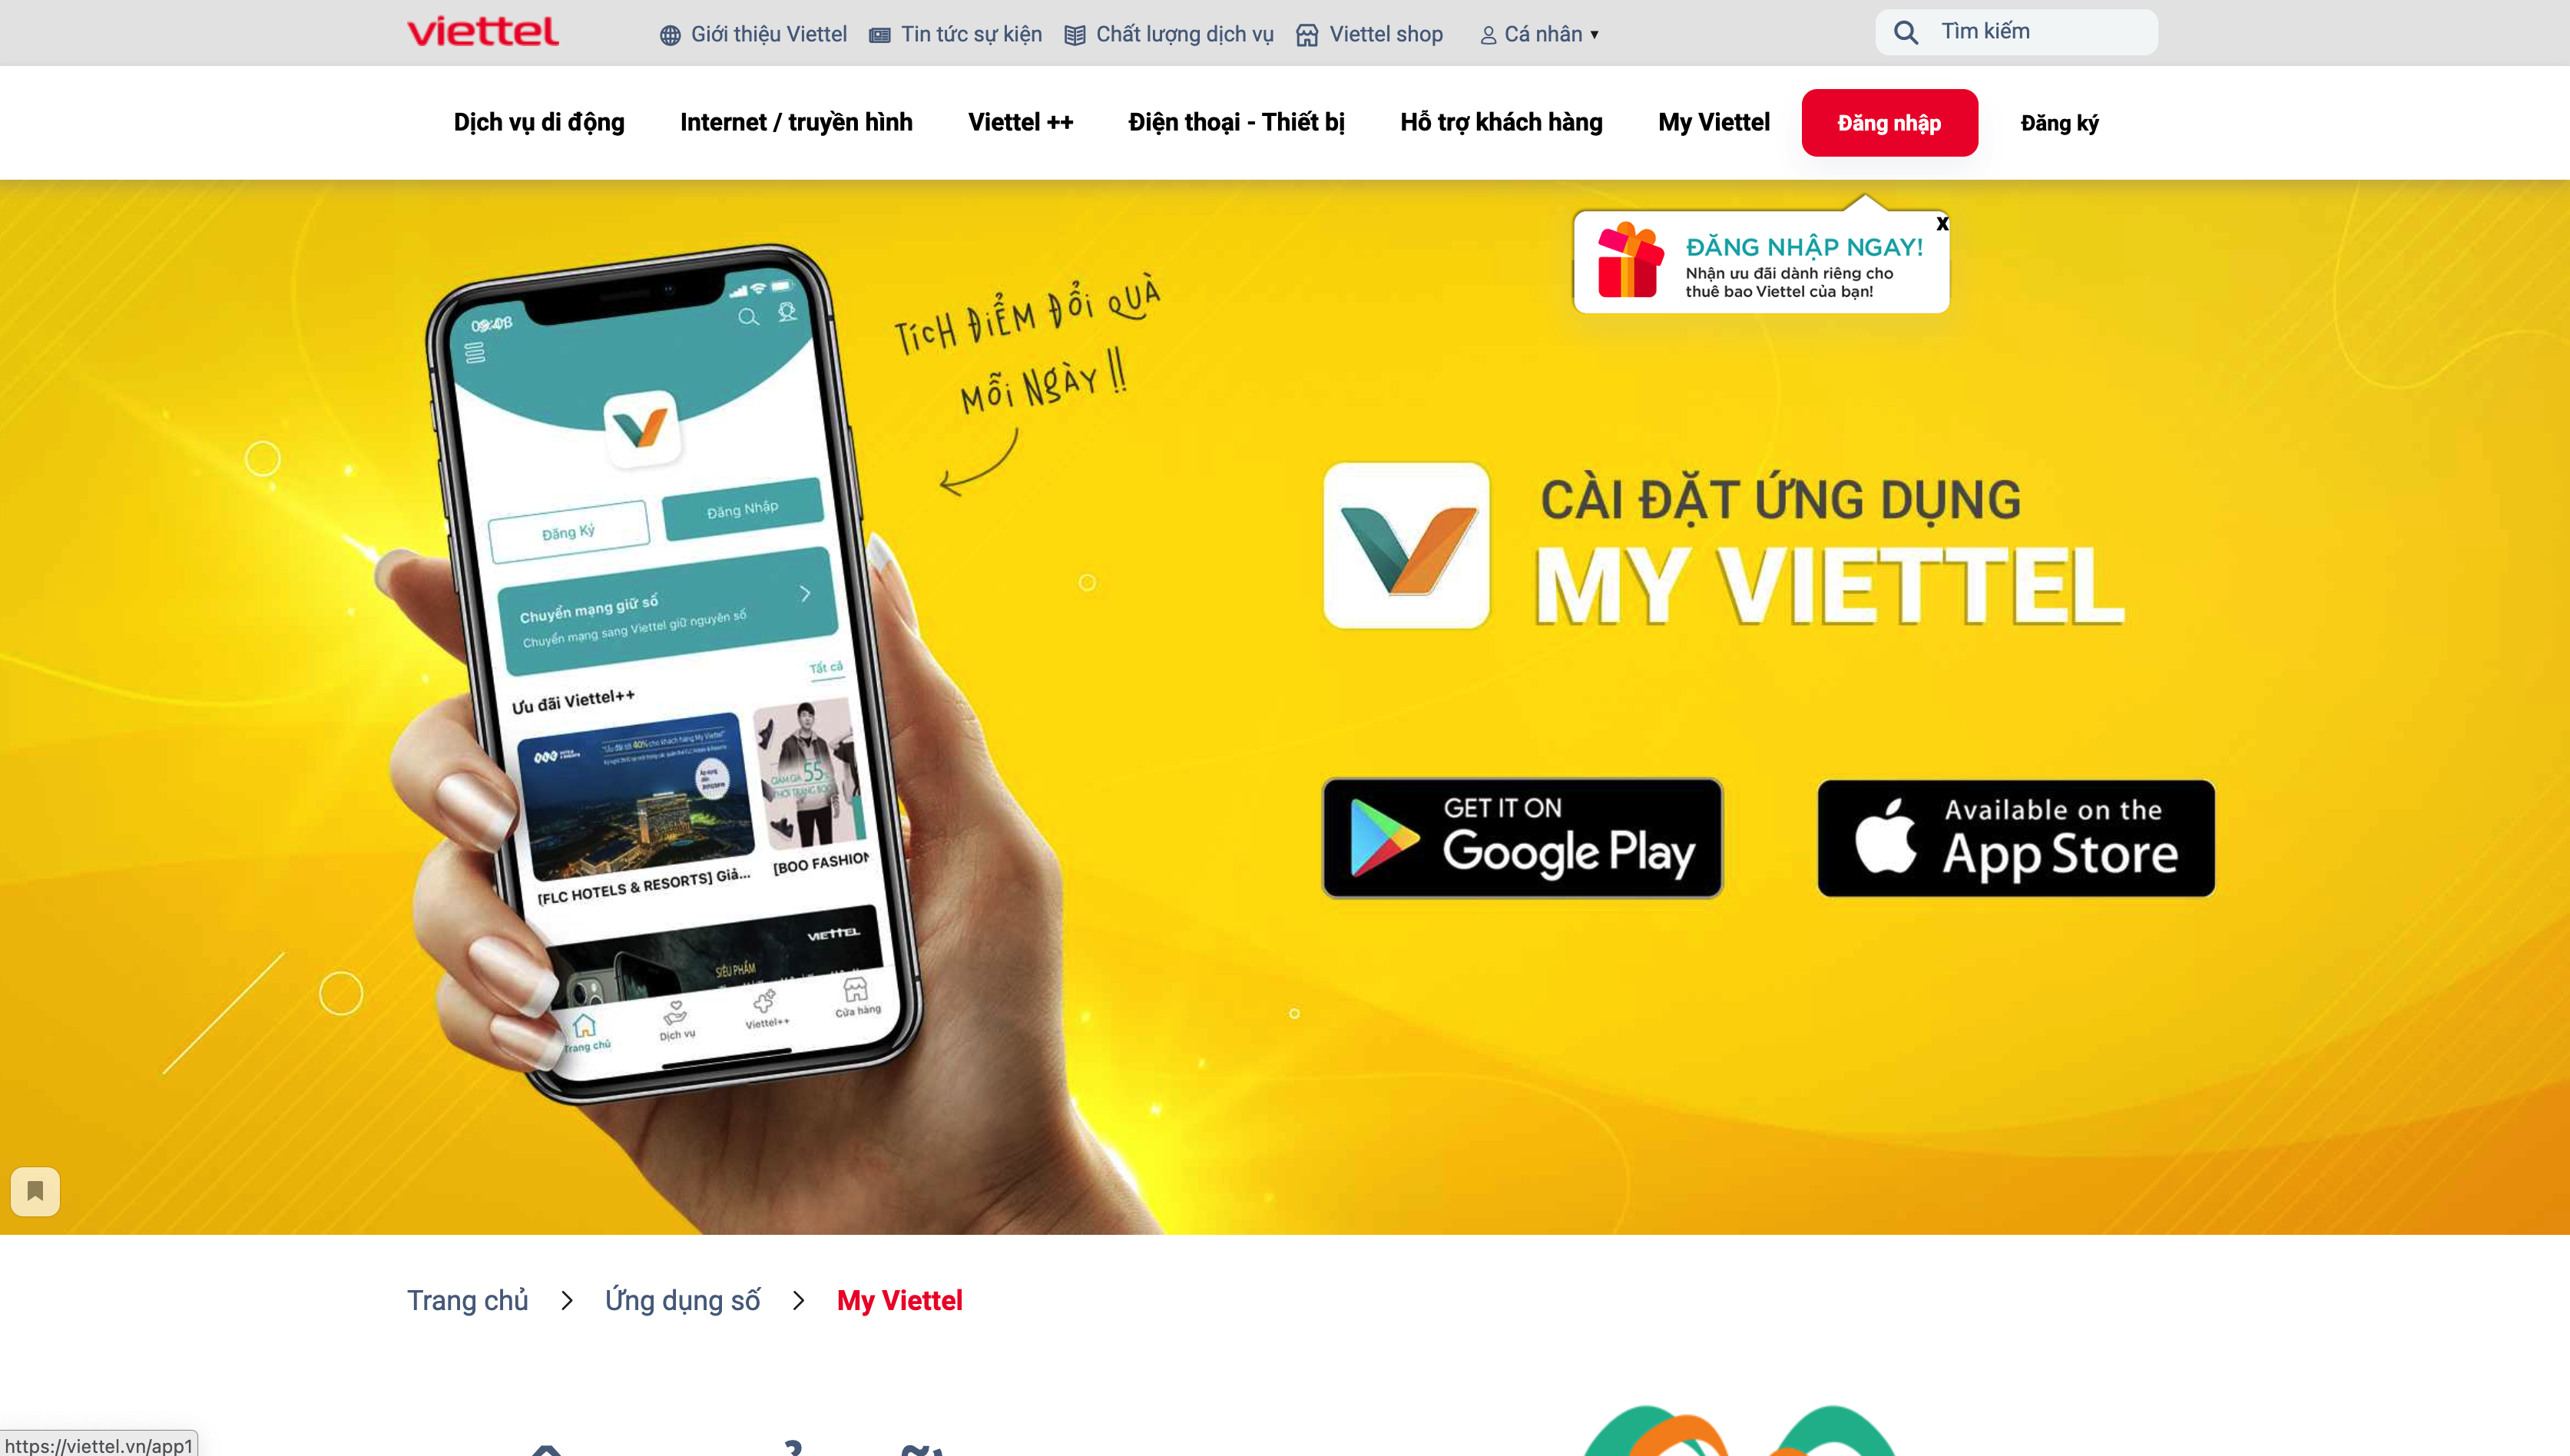 viettel
Giới thiệu Viettel
Tin tức sự kiện
Chất lượng dịch vụ
Viettel shop
Cá nhân
Tìm kiếm
Dịch vụ di động
Internet / truyền hình
Viettel ++
Điện thoại - Thiết bị
Hỗ trợ khách hàng
My Viettel
Đăng nhập
Đăng ký
X
ĐĂNG NHẬP NGAY!
Nhận ưu đãi dành riêng cho
thuê bao Viettel của bạn!
TÍCH ĐIỂM ĐỔI QUÀ
MỖI NGÀY !!
Đăng Ký
Đăng Nhập
Chuyển mạng giữ số
Chuyển mạng sang Viettel giữ nguyên số
Ưu đãi Viettel++
Tất cả
GIẢM GIÁ 55%
[FLC HOTELS & RESORTS] Giả...
[BOO FASHION
VIETTEL
SIÊU PHẨM
Trang chủ
Dịch vụ
Viettel++
Cửa hàng
CÀI ĐẶT ỨNG DỤNG
MY VIETTEL
GET IT ON
Google Play
Available on the
App Store
Trang chủ > Ứng dụng số > My Viettel
https://viettel.vn/app1